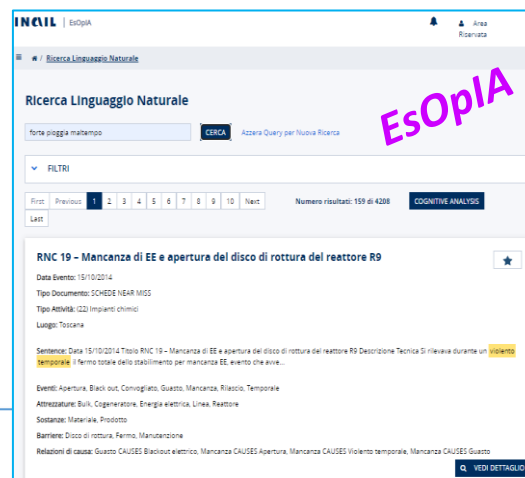 INAIL | EsOpIA
Area
Riservata
/ Ricerca Linguaggio Naturale
Ricerca Linguaggio Naturale
EsOpIA
forte pioggia maltempo CERCA Azzera Query per Nuova Ricerca
FILTRI
First Previous 1 2 3 4 5 6 7 8 9 10 Next Numero risultati: 159 di 4208 COGNITIVE ANALYSIS
Last
RNC 19 – Mancanza di EE e apertura del disco di rottura del reattore R9
Data Evento: 15/10/2014
Tipo Documento: SCHEDE NEAR MISS
Tipo Attività: (22) Impianti chimici
Luogo: Toscana
Sentence: Data 15/10/2014 Titolo RNC 19 – Mancanza di EE e apertura del disco di rottura del reattore R9 Descrizione Tecnica Si rilevava durante un violento
temporale il fermo totale dello stabilimento per mancanza EE, evento che avve...
Eventi: Apertura, Black out, Convogliato, Guasto, Mancanza, Rilascio, Temporale
Attrezzature: Bulk, Cogeneratore, Energia elettrica, Linea, Reattore
Sostanze: Materiale, Prodotto
Barriere: Disco di rottura, Fermo, Manutenzione
Relazioni di causa: Guasto CAUSES Blackout elettrico, Mancanza CAUSES Apertura, Mancanza CAUSES Violento temporale, Mancanza CAUSES Guasto
VEDI DETTAGLIO